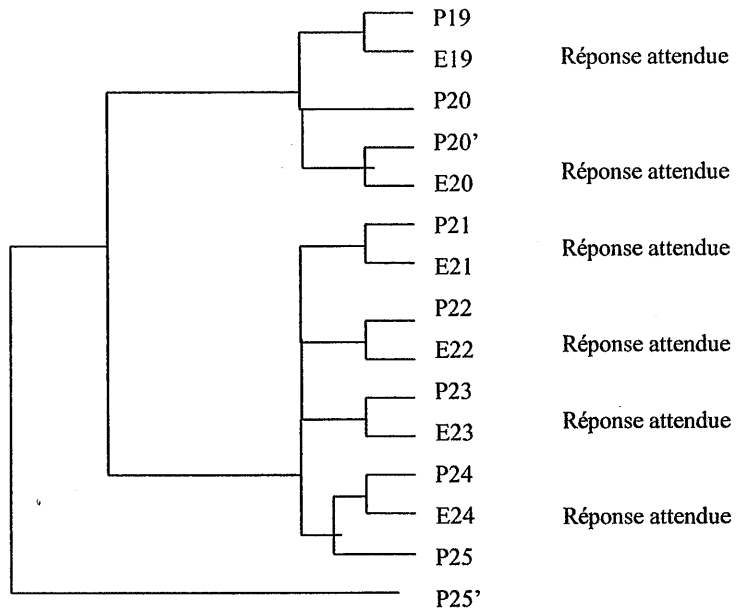 P19
E19 Réponse attendue
P20
P20’
E20 Réponse attendue
P21
E21 Réponse attendue
P22
E22 Réponse attendue
P23
E23 Réponse attendue
P24
E24 Réponse attendue
P25
P25’